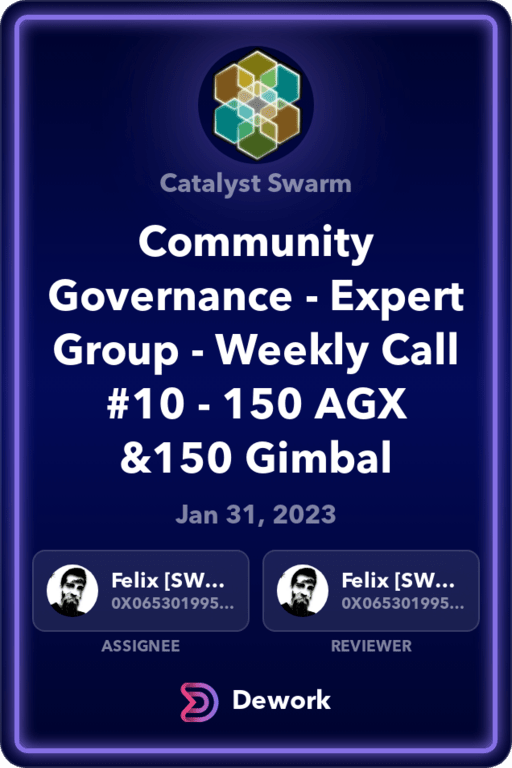 Catalyst Swarm
Community
Governance - Expert
Group - Weekly Call
#10 - 150 AGX
&150 Gimbal
Jan 31, 2023
Felix [SW...
0X065301995...
ASSIGNEE
Felix [SW...
0X065301995...
REVIEWER
Dework